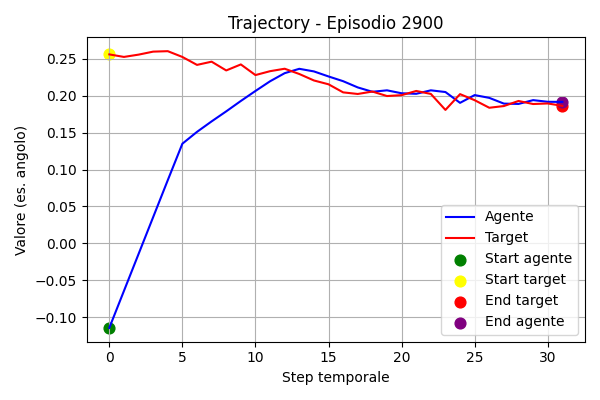 Trajectory - Episodio 2900
Valore (es. angolo)
0.25
0.20
0.15
0.10
0.05
0.00
−0.05
−0.10
0
5
10
15
20
25
30
Step temporale
Agente
Target
Start agente
Start target
End target
End agente